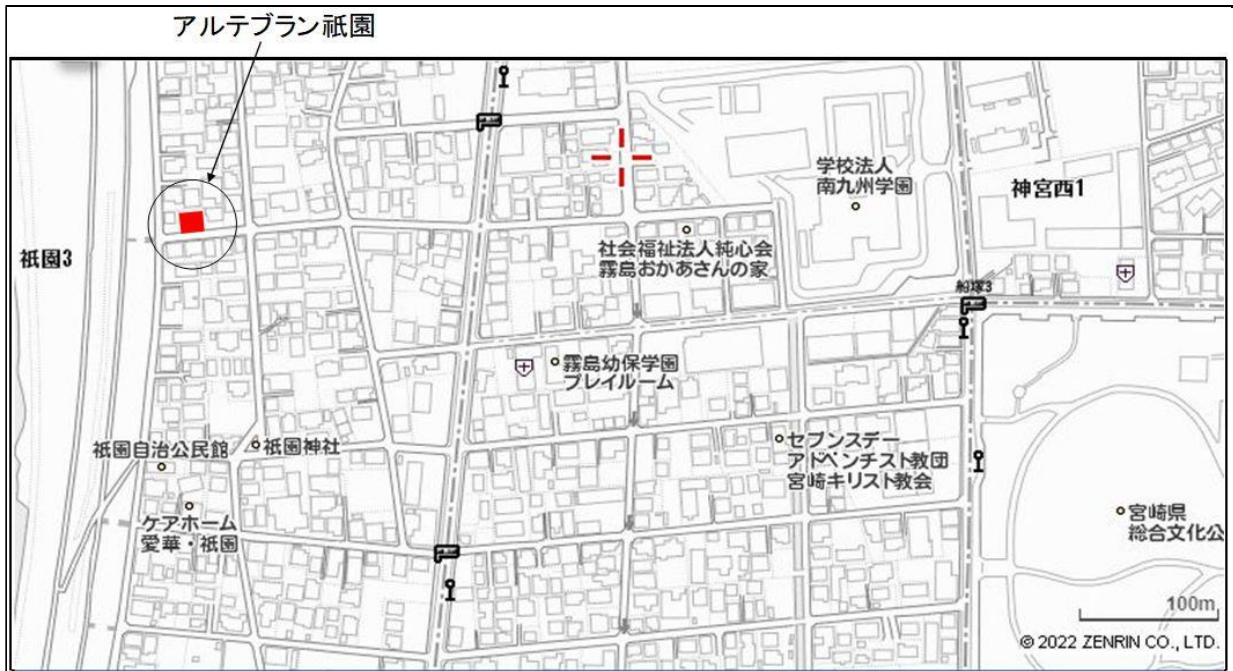 アルテブラン祇園
学校法人
南九州学園
神宮西1
社会福祉法人純心会
霧島おかあさんの家
祇園3
船塚3
霧島幼保学園
プレイルーム
祇園自治公民館
祇園神社
セブンスデー
アドベンチスト教団
宮崎キリスト教会
ケアホーム
愛華・祇園
宮崎県
総合文化公
100m
© 2022 ZENRIN CO., LTD.